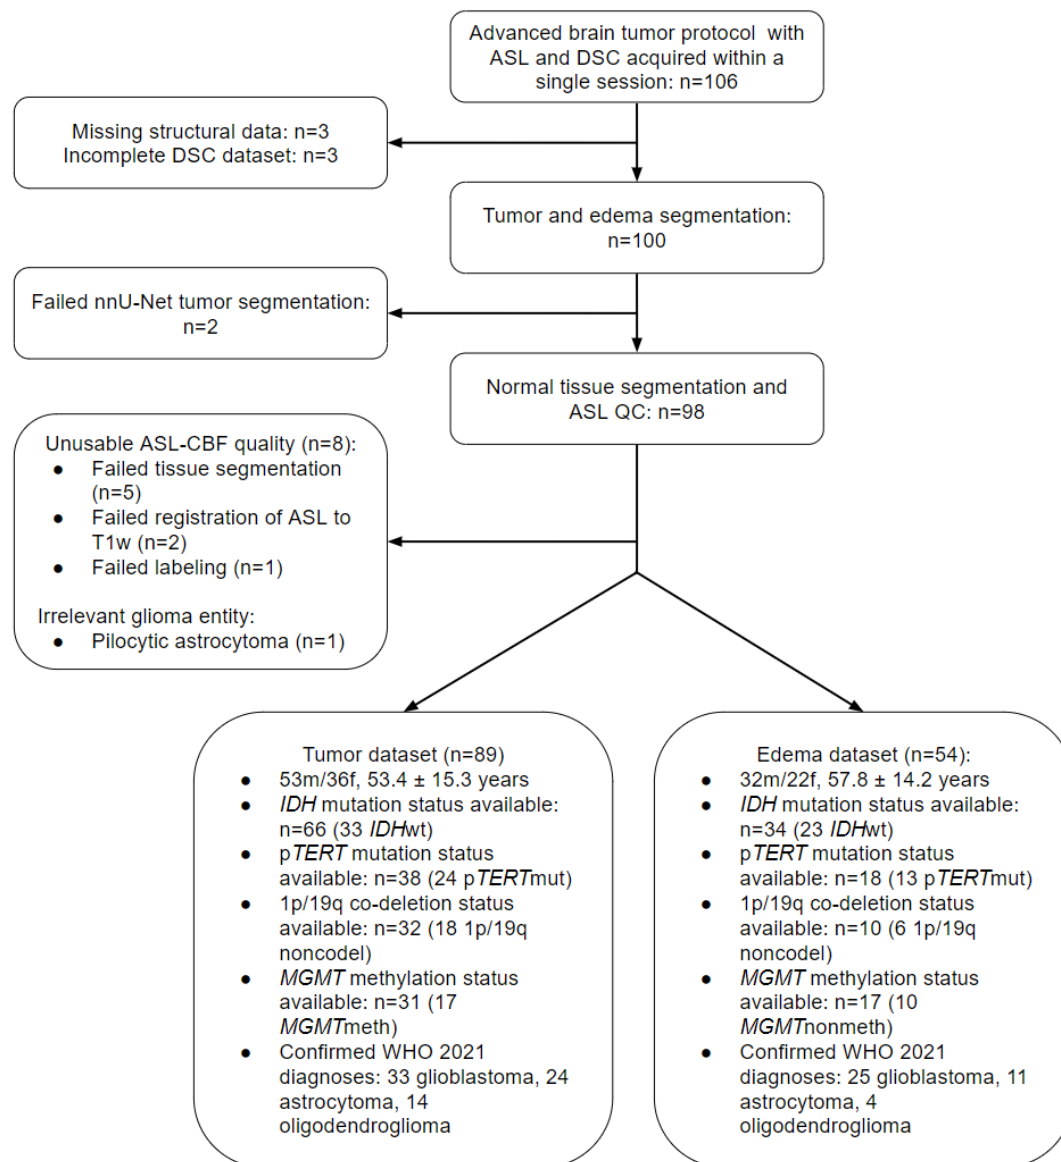 Advanced brain tumor protocol with
ASL and DSC acquired within a
single session: n=106
Missing structural data: n=3
Incomplete DSC dataset: n=3
Tumor and edema segmentation:
n=100
Failed nnU-Net tumor segmentation:
n=2
Normal tissue segmentation and
ASL QC: n=98
Unusable ASL-CBF quality (n=8):
● Failed tissue segmentation
(n=5)
● Failed registration of ASL to
T1w (n=2)
● Failed labeling (n=1)
Irrelevant glioma entity:
● Pilocytic astrocytoma (n=1)
Tumor dataset (n=89)
● 53m/36f, 53.4 ± 15.3 years
● IDH mutation status available:
n=66 (33 IDHwt)
● pTERT mutation status
available: n=38 (24 pTERTmut)
● 1p/19q co-deletion status
available: n=32 (18 1p/19q
noncodel)
● MGMT methylation status
available: n=31 (17
MGMTmeth)
● Confirmed WHO 2021
diagnoses: 33 glioblastoma, 24
astrocytoma, 14
oligodendroglioma
Edema dataset (n=54):
● 32m/22f, 57.8 ± 14.2 years
● IDH mutation status available:
n=34 (23 IDHwt)
● pTERT mutation status
available: n=18 (13 pTERTmut)
● 1p/19q co-deletion status
available: n=10 (6 1p/19q
noncodel)
● MGMT methylation status
available: n=17 (10
MGMTnonmeth)
● Confirmed WHO 2021
diagnoses: 25 glioblastoma, 11
astrocytoma, 4
oligodendroglioma